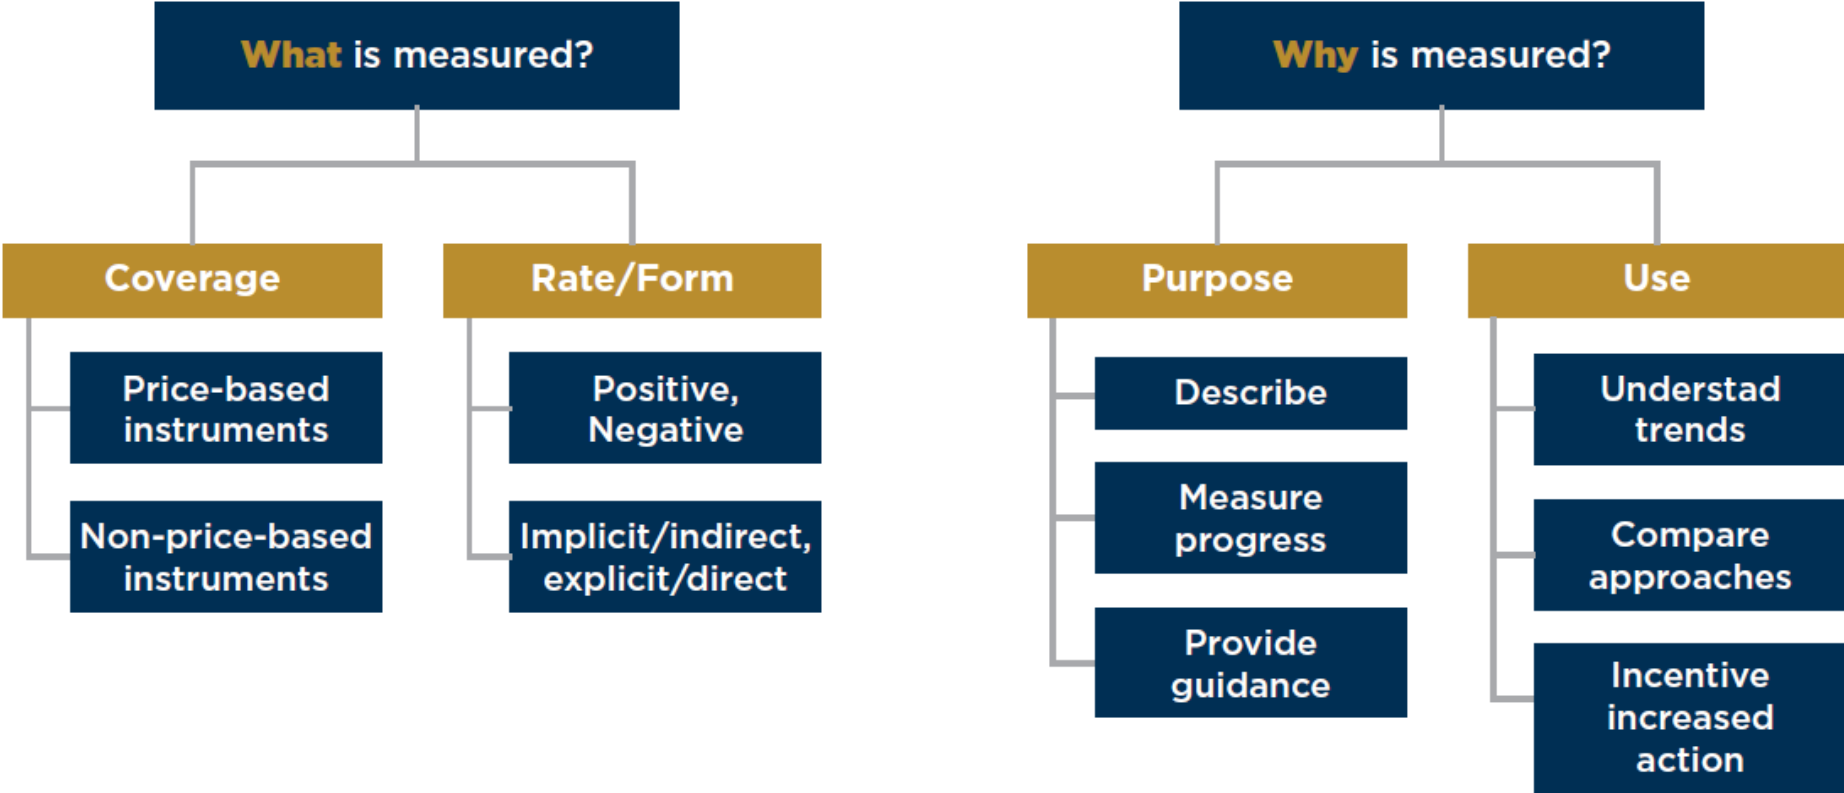 What is measured?
Coverage
Price-based
instruments
Non-price-based
instruments
Rate/Form
Positive,
Negative
Implicit/indirect,
explicit/direct
Why is measured?
Purpose
Describe
Measure
progress
Provide
guidance
Use
Understad
trends
Compare
approaches
Incentive
increased
action